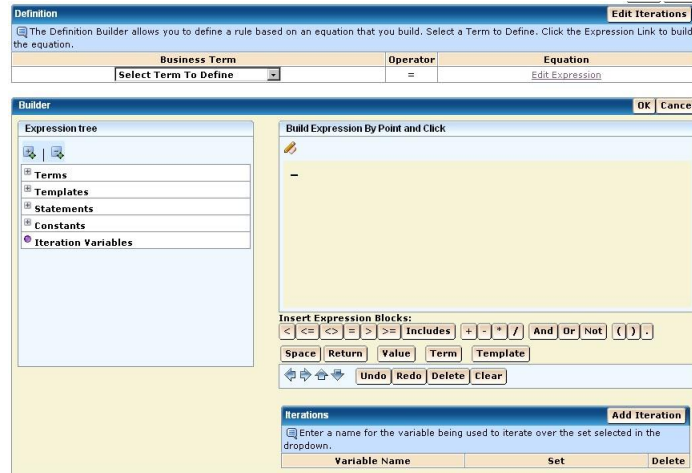 Definition
Edit Iterations
The Definition Builder allows you to define a rule based on an equation that you build. Select a Term to Define. Click the Expression Link to build
the equation.
Business Term Operator Equation
Select Term To Define = Edit Expression
Builder
OK Cance
Expression tree
|
Terms
Templates
Statements
Constants
Iteration Variables
Build Expression By Point and Click
_
Insert Expression Blocks:
< <= <> = > >= Includes + - * / And Or Not ( ) .
Space Return Value Term Template
Undo Redo Delete Clear
Iterations
Add Iteration
Enter a name for the variable being used to iterate over the set selected in the
dropdown.
Variable Name Set Delete